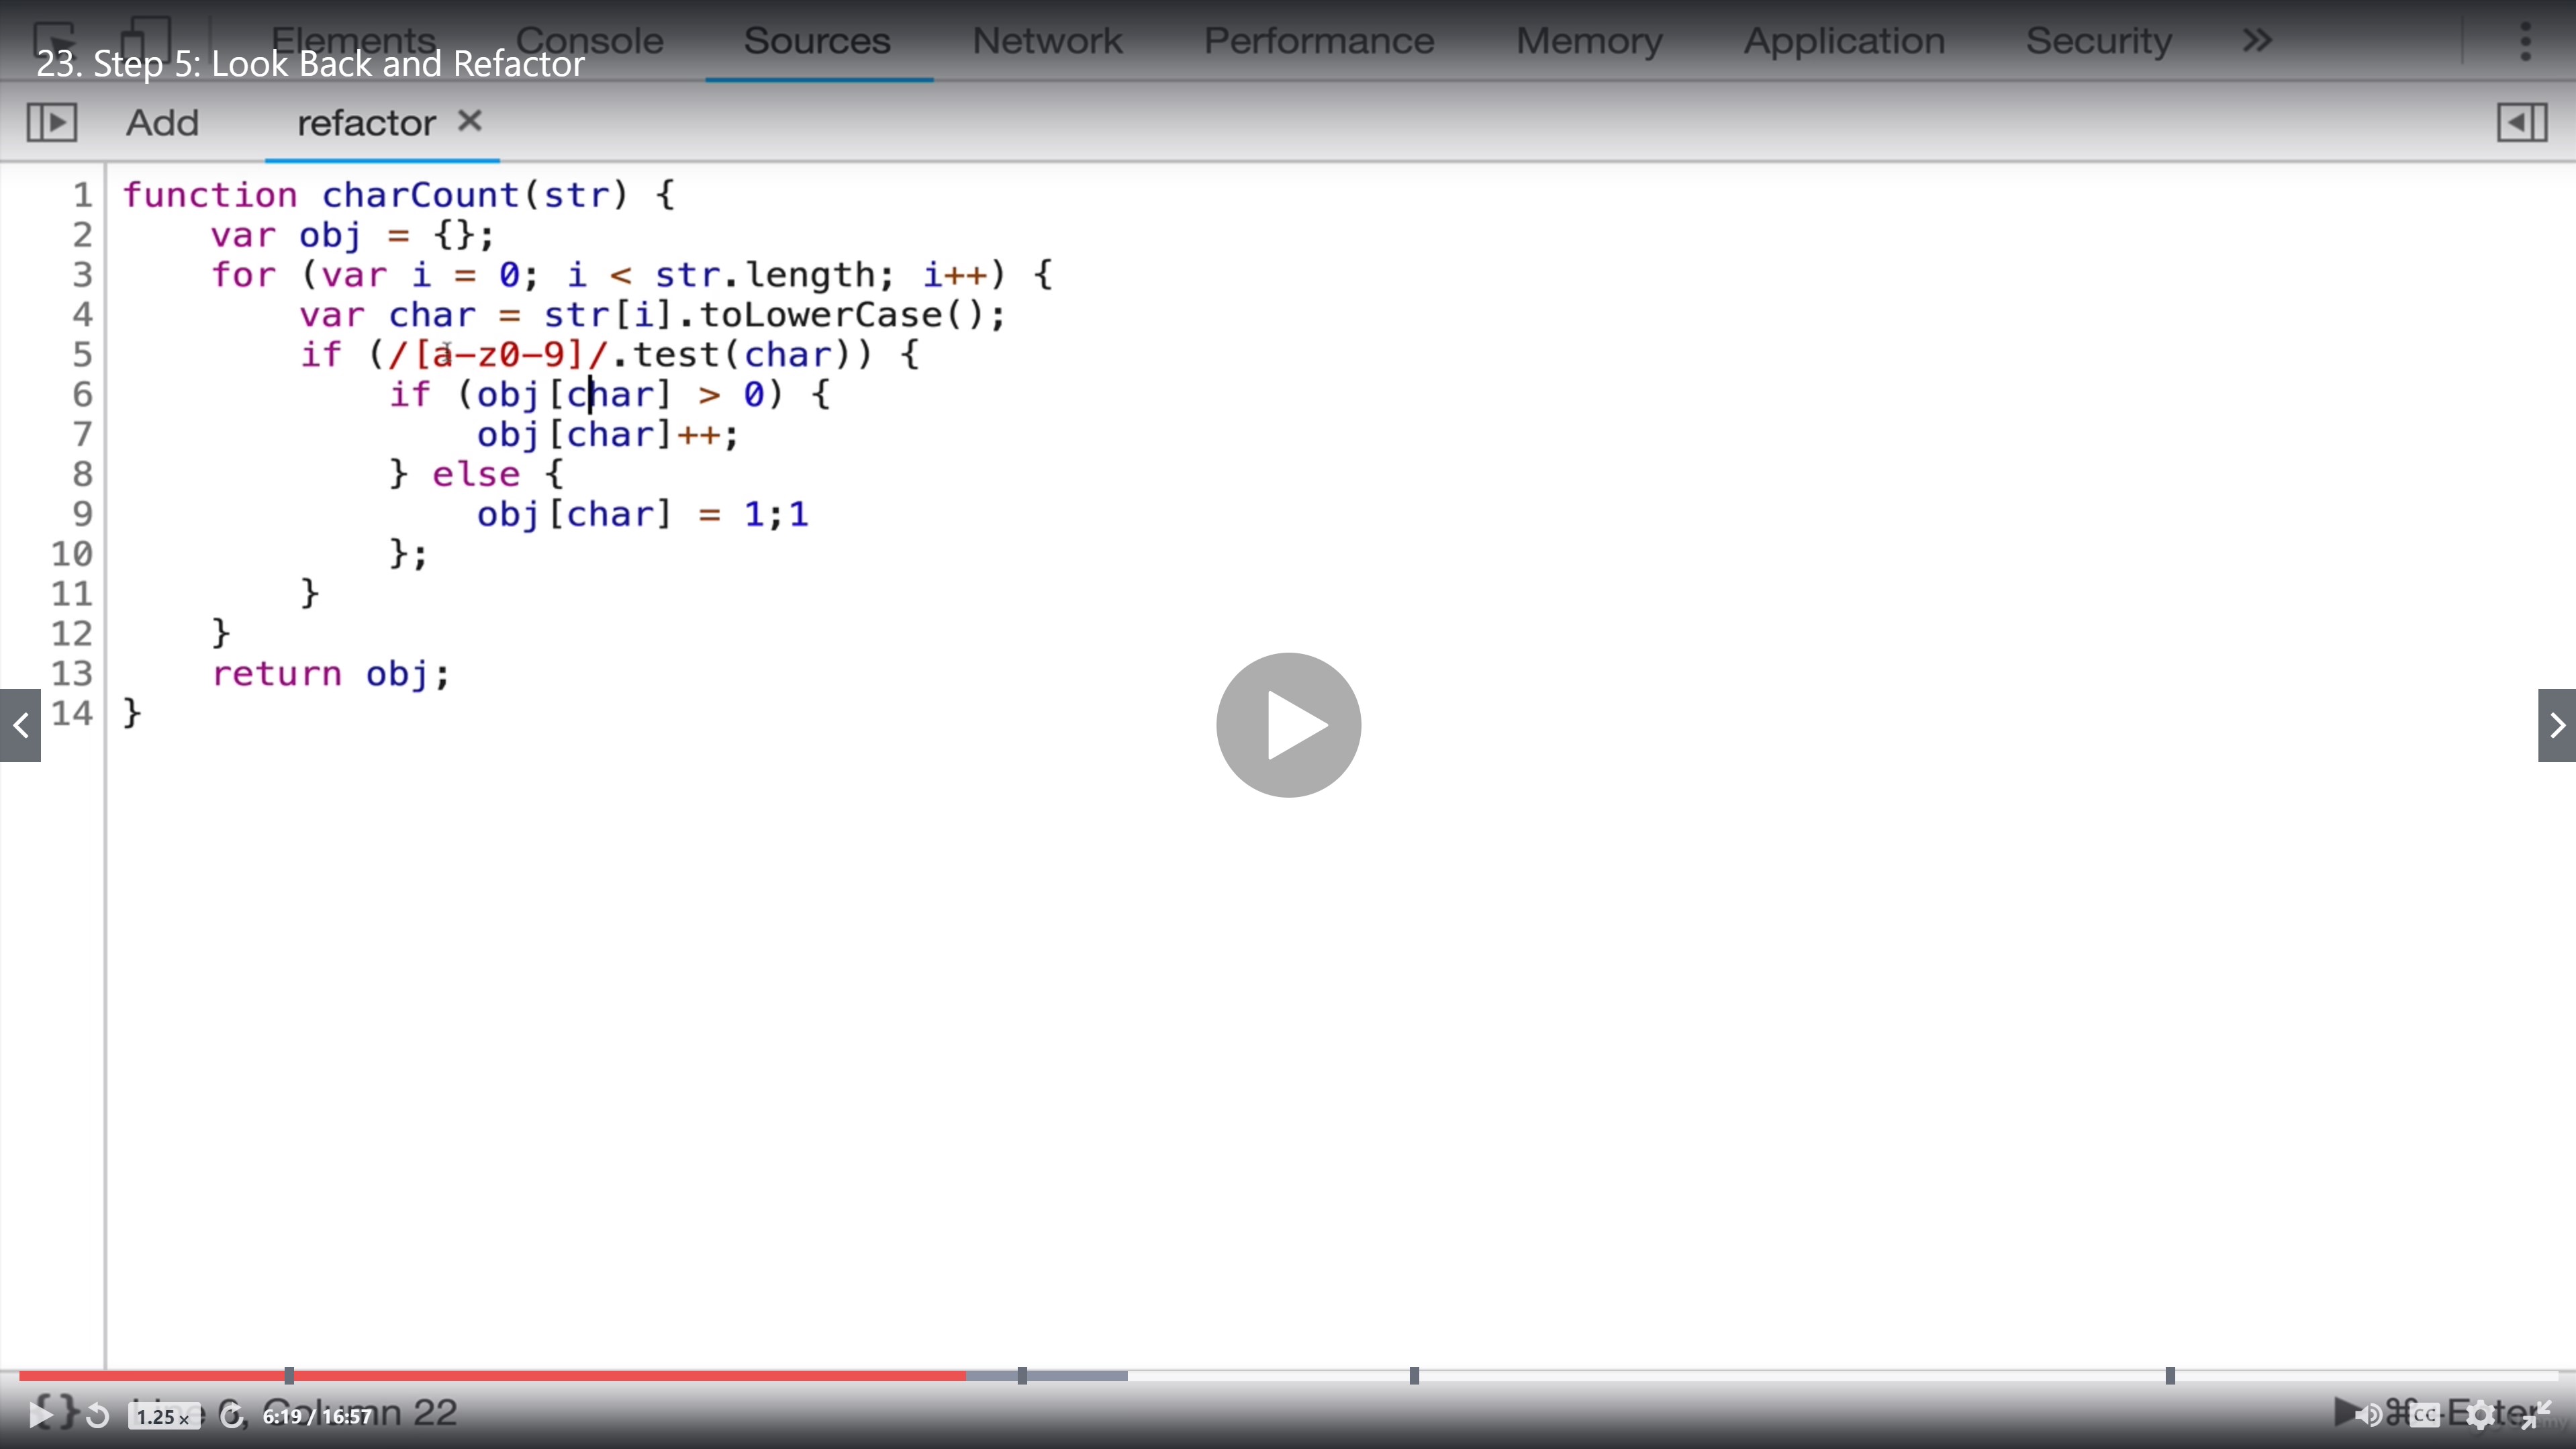 Elements Console Sources Network Performance Memory Application Security »
23. Step 5: Look Back and Refactor
Add refactor ×
1 function charCount(str) {
2 var obj = {};
3 for (var i = 0; i < str.length; i++) {
4 var char = str[i].toLowerCase();
5 if (/[a-z0-9]/.test(char)) {
6 if (obj[char] > 0) {
7 obj[char]++;
8 } else {
9 obj[char] = 1;1
10 };
11 }
12 }
13 return obj;
14 }
{} Line 6, Column 22
1.25× 6:19 / 16:57
⌘-Enter
CC